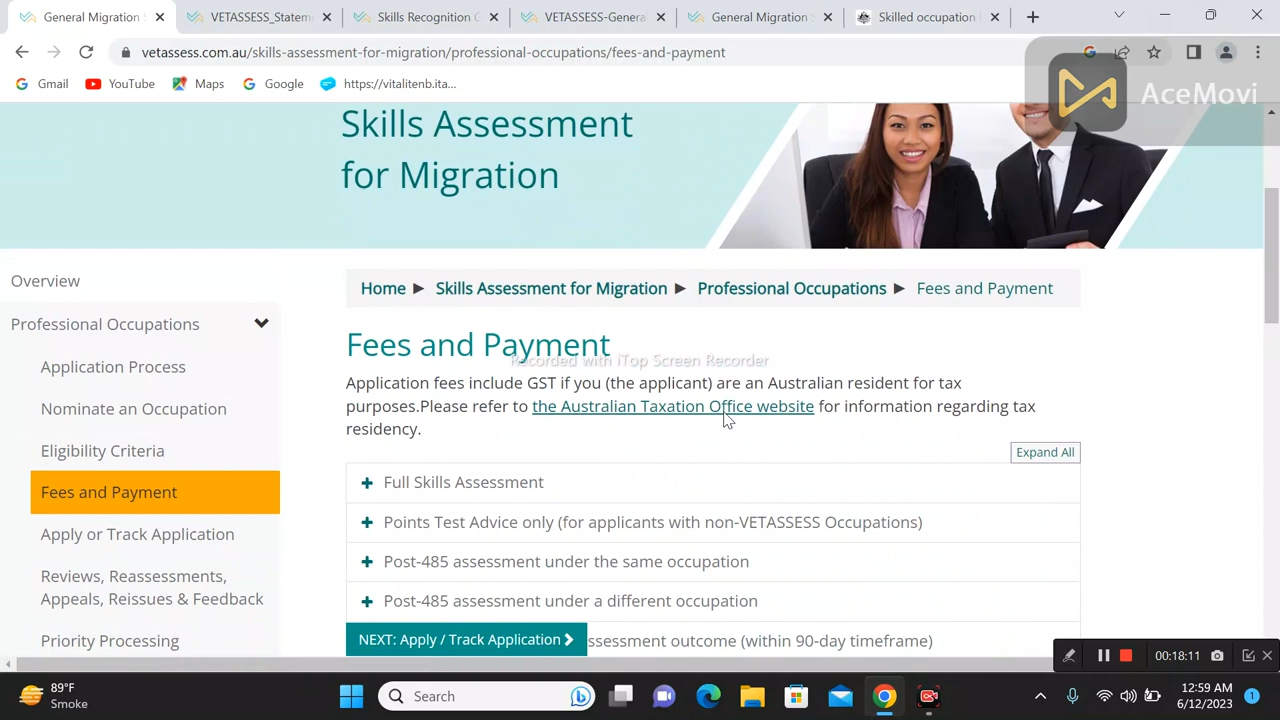 General Migration S
VETASSESS_Statem
Skills Recognition G
VETASSESS-General
General Migration S
Skilled occupation l
vetassess.com.au/skills-assessment-for-migration/professional-occupations/fees-and-payment
Gmail
YouTube
Maps
Google
https://vitalitenb.ita...
AceMovi
Skills Assessment
for Migration
Overview
Professional Occupations
Application Process
Nominate an Occupation
Eligibility Criteria
Fees and Payment
Apply or Track Application
Reviews, Reassessments,
Appeals, Reissues & Feedback
Priority Processing
Home ▶ Skills Assessment for Migration ▶ Professional Occupations ▶ Fees and Payment
Fees and Payment
Recorded with iTop Screen Recorder
Application fees include GST if you (the applicant) are an Australian resident for tax
purposes.Please refer to the Australian Taxation Office website for information regarding tax
residency.
Expand All
+ Full Skills Assessment
+ Points Test Advice only (for applicants with non-VETASSESS Occupations)
+ Post-485 assessment under the same occupation
+ Post-485 assessment under a different occupation
NEXT: Apply / Track Application
ssessment outcome (within 90-day timeframe)
00:18:11
89°F
Smoke
Search
12:59 AM
6/12/2023
1